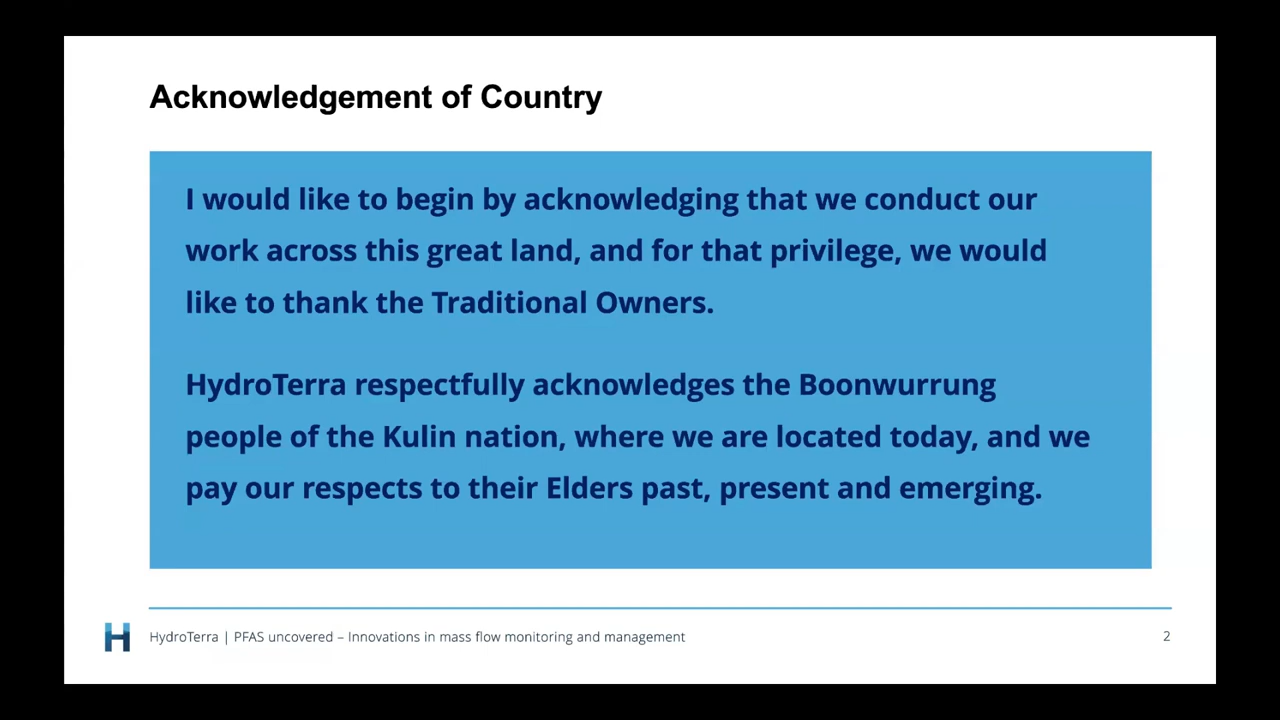 Acknowledgement of Country
I would like to begin by acknowledging that we conduct our
work across this great land, and for that privilege, we would
like to thank the Traditional Owners.
HydroTerra respectfully acknowledges the Boonwurrung
people of the Kulin nation, where we are located today, and we
pay our respects to their Elders past, present and emerging.
HydroTerra | PFAS uncovered – Innovations in mass flow monitoring and management
2